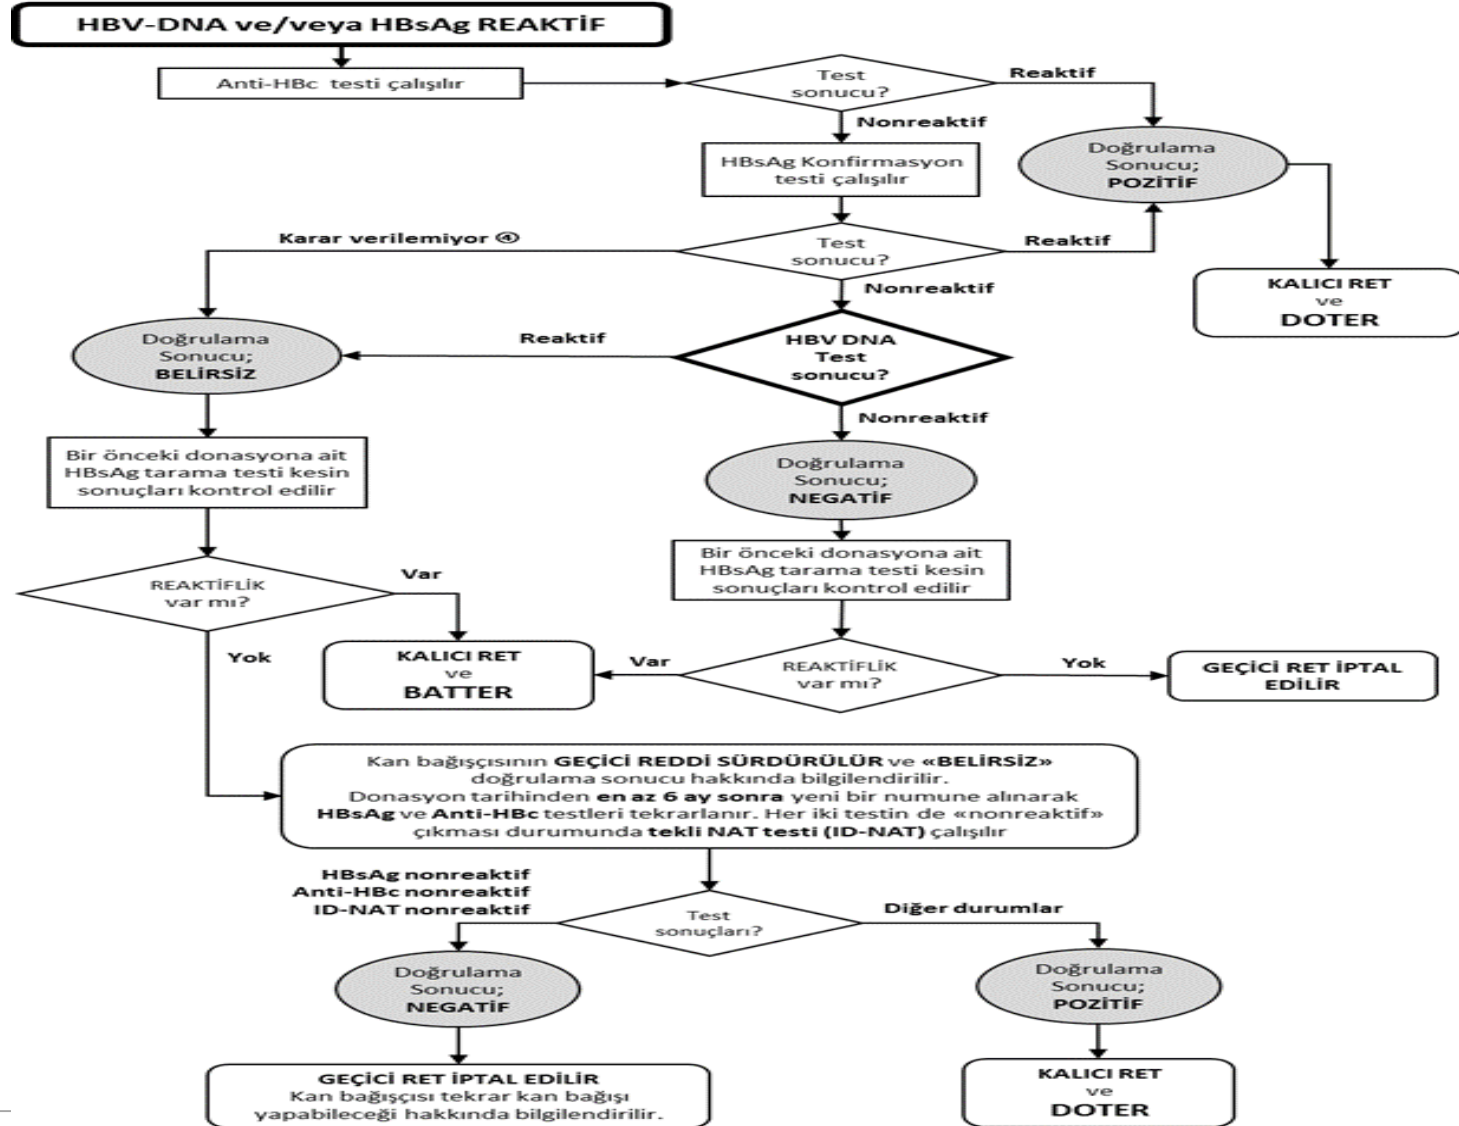 HBV-DNA ve/veya HBsAg REAKTİF
Anti-HBc testi çalışılır
Test
sonucu?
Reaktif
Nonreaktif
HBsAg Konfirmasyon
testi çalışılır
Doğrulama
Sonucu;
POZİTİF
Karar verilemiyor ④
Test
sonucu?
Reaktif
Nonreaktif
KALICI RET
ve
DOTER
Doğrulama
Sonucu;
BELİRSİZ
Reaktif
HBV DNA
Test
sonucu?
Nonreaktif
Bir önceki donasyona ait
HBsAg tarama testi kesin
sonuçları kontrol edilir
Doğrulama
Sonucu;
NEGATİF
Bir önceki donasyona ait
HBsAg tarama testi kesin
sonuçları kontrol edilir
REAKTİFLİK
var mı?
Var
Yok
KALICI RET
ve
BATTER
Var
REAKTİFLİK
var mı?
Yok
GEÇİCİ RET İPTAL
EDİLİR
Kan bağışçısının GEÇİCİ REDDİ SÜRDÜRÜLÜR ve «BELİRSİZ»
doğrulama sonucu hakkında bilgilendirilir.
Donasyon tarihinden en az 6 ay sonra yeni bir numune alınarak
HBsAg ve Anti-HBc testleri tekrarlanır. Her iki testin de «nonreaktif»
çıkması durumunda tekli NAT testi (ID-NAT) çalışılır
HBsAg nonreaktif
Anti-HBc nonreaktif
ID-NAT nonreaktif
Test
sonuçları?
Diğer durumlar
Doğrulama
Sonucu;
NEGATİF
Doğrulama
Sonucu;
POZİTİF
GEÇİCİ RET İPTAL EDİLİR
Kan bağışçısı tekrar kan bağışı
yapabileceği hakkında bilgilendirilir.
KALICI RET
ve
DOTER